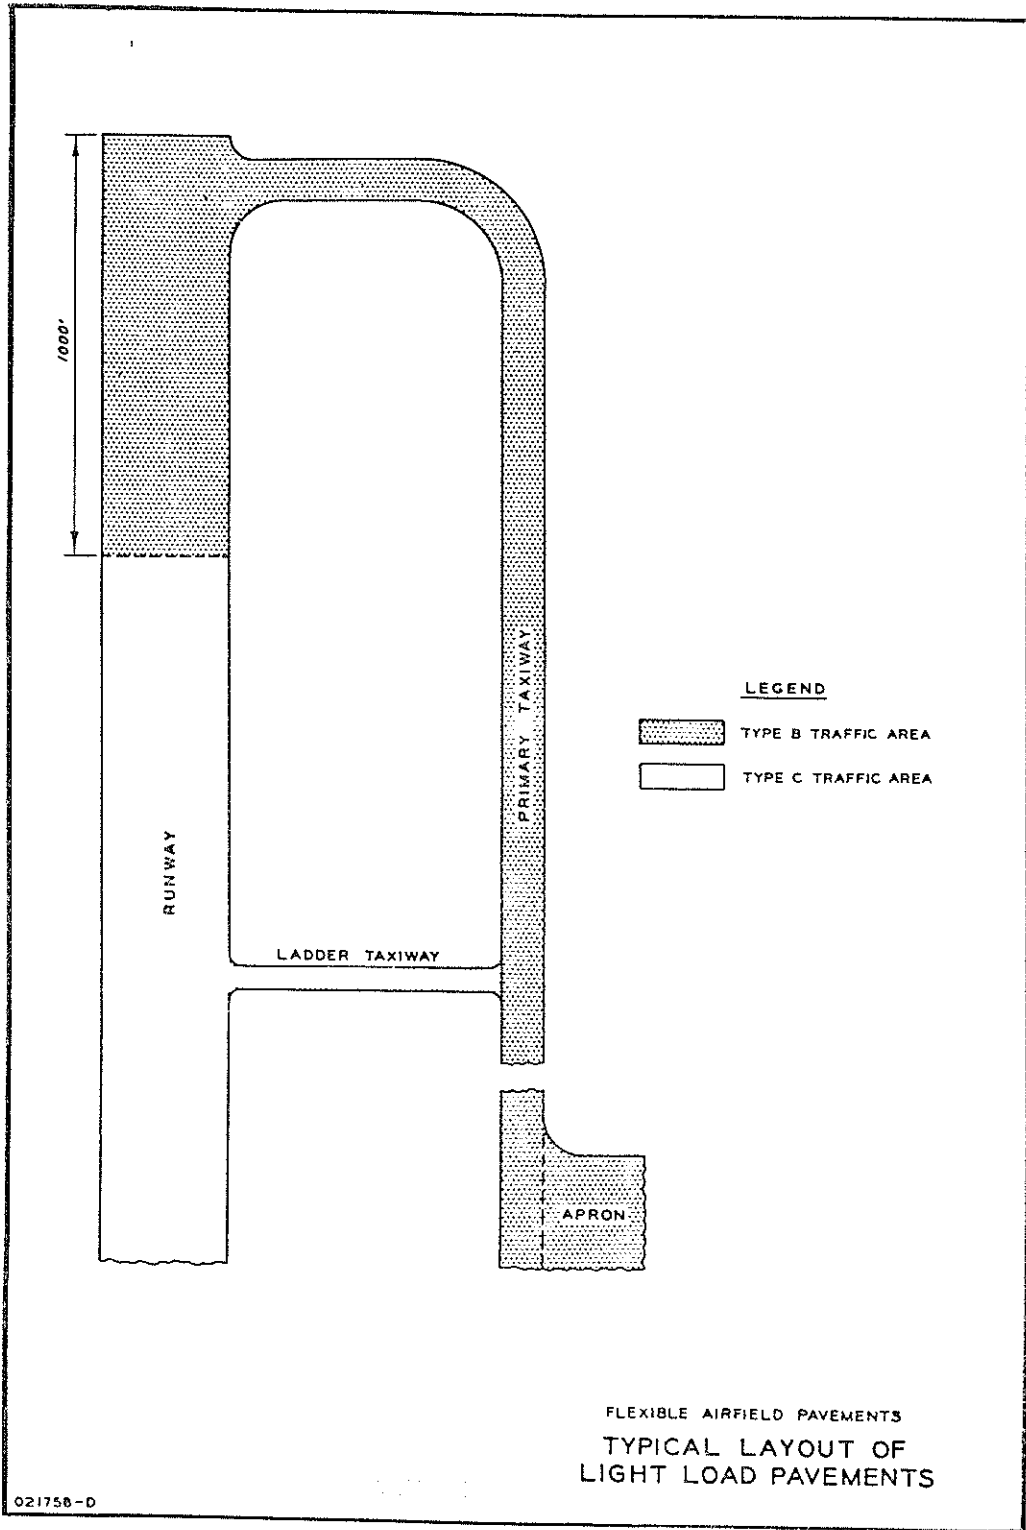 1000'
RUNWAY
PRIMARY TAXIWAY
LADDER TAXIWAY
APRON
LEGEND
TYPE B TRAFFIC AREA
TYPE C TRAFFIC AREA
FLEXIBLE AIRFIELD PAVEMENTS
TYPICAL LAYOUT OF
LIGHT LOAD PAVEMENTS
021758-D